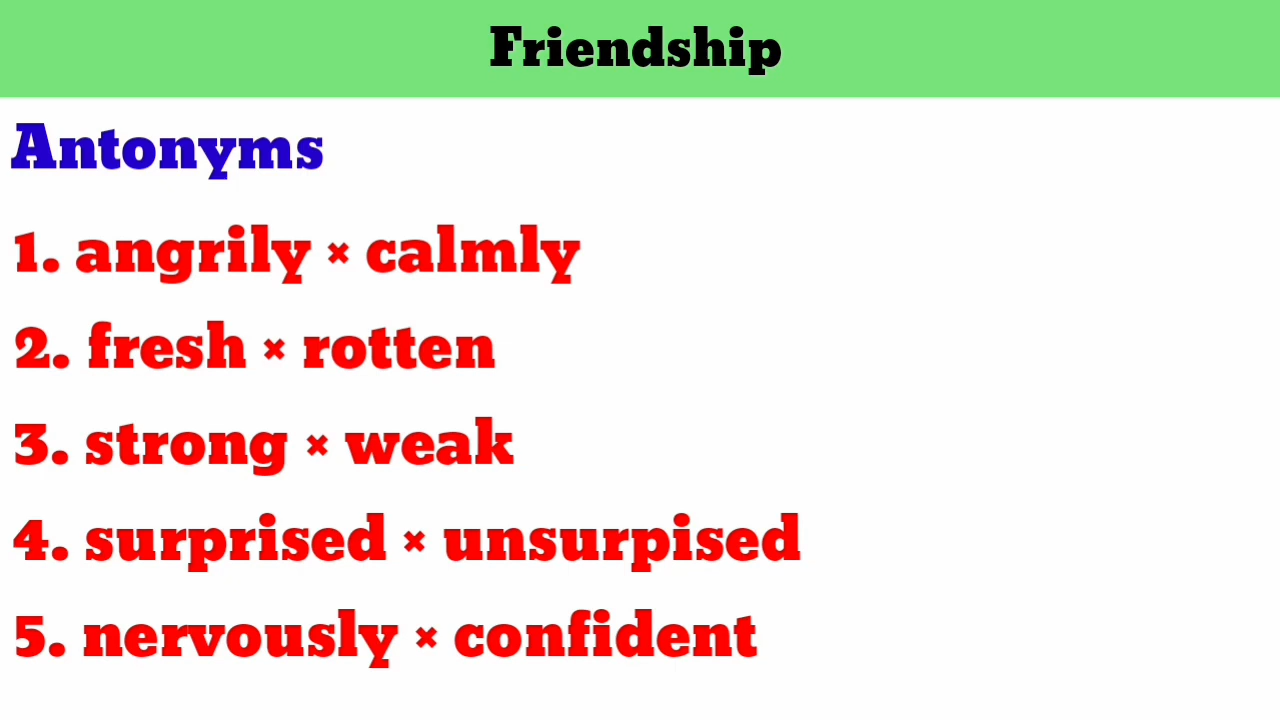 Friendship
Antonyms
1. angrily × calmly
2. fresh × rotten
3. strong × weak
4. surprised × unsurpised
5. nervously × confident